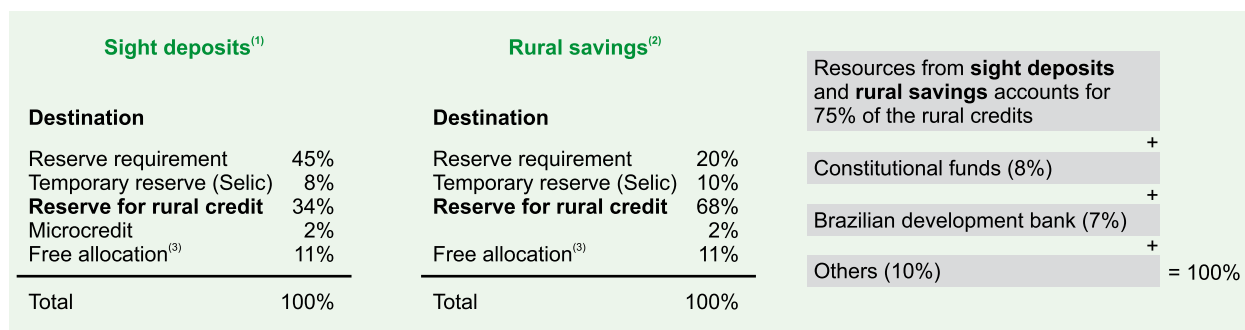 Sight deposits(1)
Destination
Reserve requirement 45%
Temporary reserve (Selic) 8%
Reserve for rural credit 34%
Microcredit 2%
Free allocation(3) 11%
Total 100%
Rural savings(2)
Destination
Reserve requirement 20%
Temporary reserve (Selic) 10%
Reserve for rural credit 68%
2%
Free allocation(3) 11%
Total 100%
Resources from sight deposits
and rural savings accounts for
75% of the rural credits
+
Constitutional funds (8%)
+
Brazilian development bank (7%)
+
Others (10%) = 100%